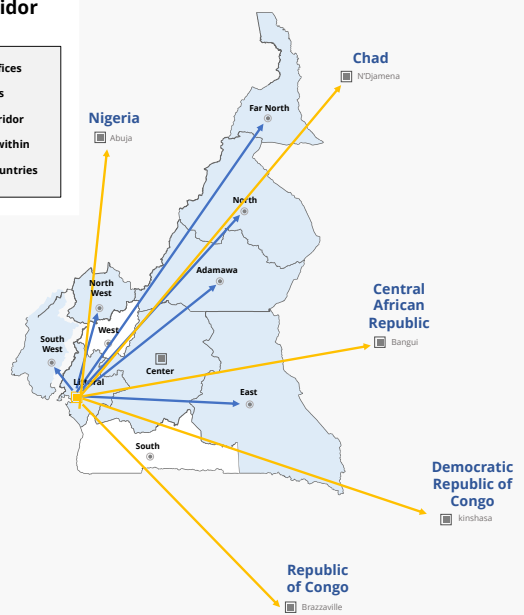 idor
fices
s
ridor
within
untries
Chad
N'Djamena
Nigeria
Abuja
Far North
North
Adamawa
North
West
West
South
West
Central
African
Republic
Bangui
Center
East
South
Democratic
Republic of
Congo
kinshasa
Republic
of Congo
Brazzaville